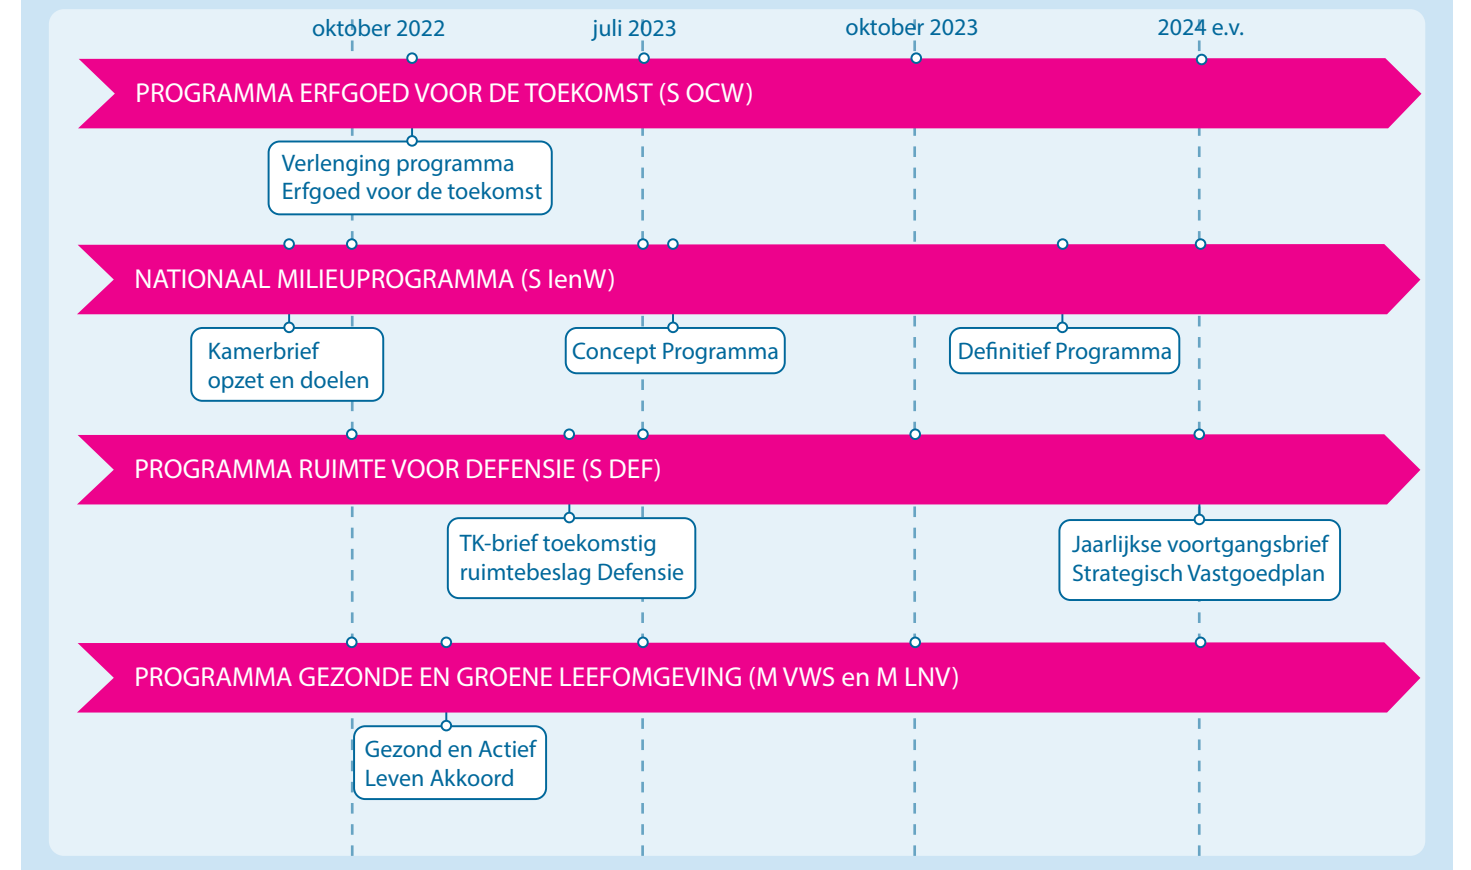 oktober 2022
juli 2023
oktober 2023
2024 e.v.
PROGRAMMA ERFGOED VOOR DE TOEKOMST (S OCW)
Verlenging programma
Erfgoed voor de toekomst
NATIONAAL MILIEUPROGRAMMA (S IenW)
Kamerbrief
opzet en doelen
Concept Programma
Definitief Programma
PROGRAMMA RUIMTE VOOR DEFENSIE (S DEF)
TK-brief toekomstig
ruimtebeslag Defensie
Jaarlijkse voortgangsbrief
Strategisch Vastgoedplan
PROGRAMMA GEZONDE EN GROENE LEEFOMGEVING (M VWS en M LNV)
Gezond en Actief
Leven Akkoord